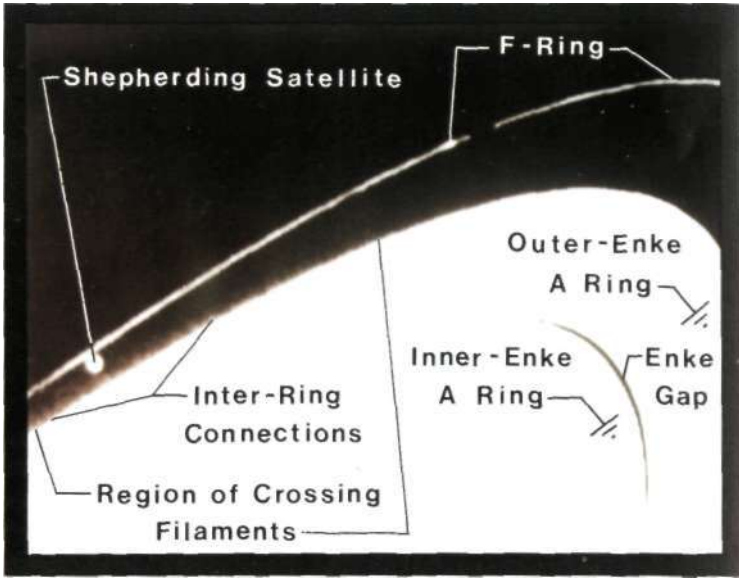 F-Ring
Shepherding Satellite
Outer-Enke
A Ring
Inner-Enke
A Ring
Enke
Gap
Inter-Ring
Connections
Region of Crossing
Filaments